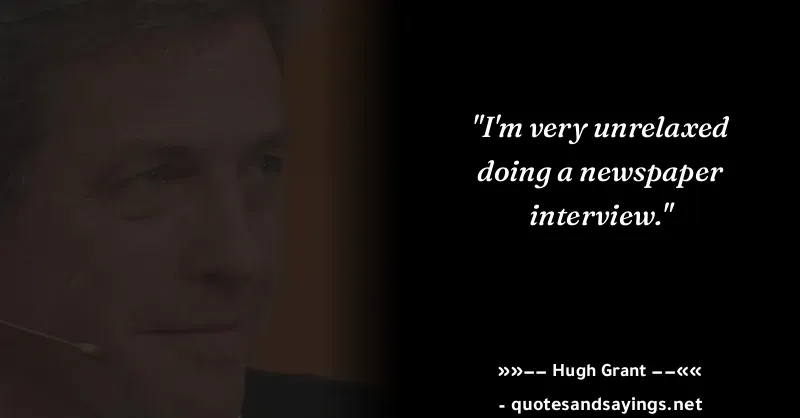 "I'm very unrelaxed
doing a newspaper
interview."
»»−− Hugh Grant −−««
- quotesandsayings.net